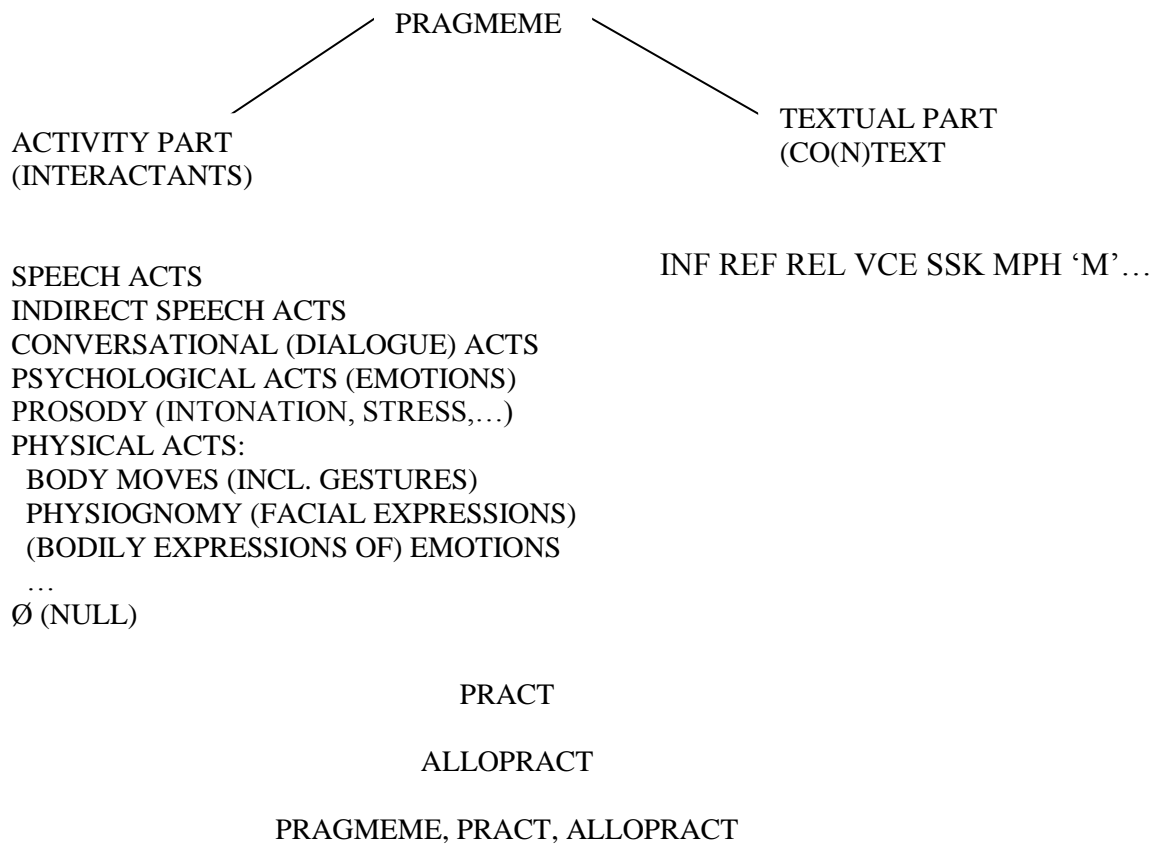 PRAGMEME
ACTIVITY PART
(INTERACTANTS)
TEXTUAL PART
(CO(N)TEXT
SPEECH ACTS
INDIRECT SPEECH ACTS
CONVERSATIONAL (DIALOGUE) ACTS
PSYCHOLOGICAL ACTS (EMOTIONS)
PROSODY (INTONATION, STRESS,…)
PHYSICAL ACTS:
BODY MOVES (INCL. GESTURES)
PHYSIOGNOMY (FACIAL EXPRESSIONS)
(BODILY EXPRESSIONS OF) EMOTIONS
…
Ø (NULL)
INF REF REL VCE SSK MPH ‘M’…
PRACT
ALLOPRACT
PRAGMEME, PRACT, ALLOPRACT